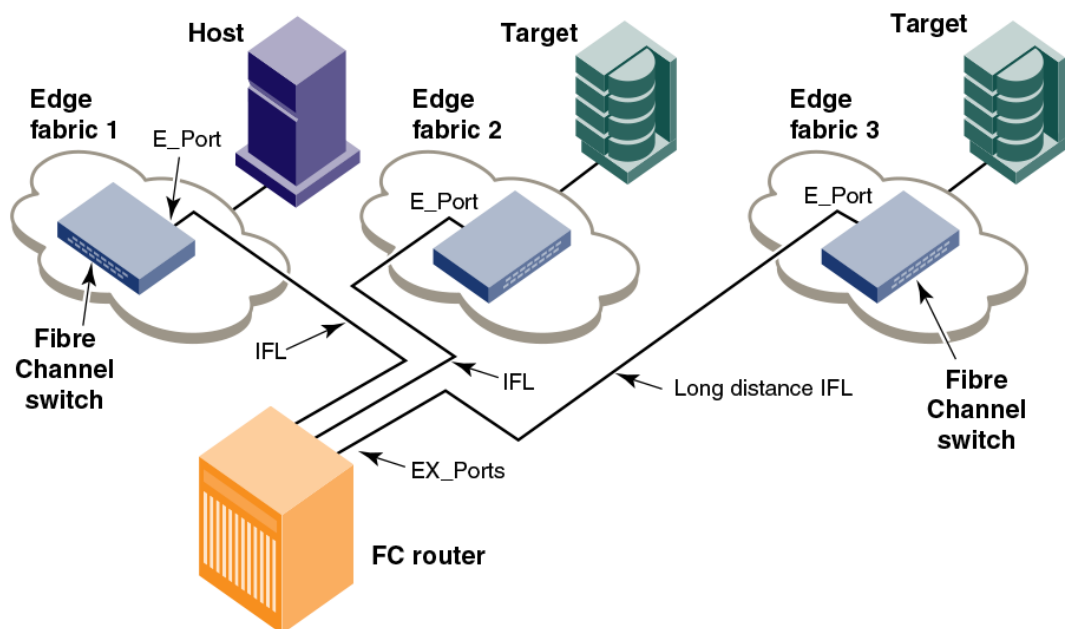 Host
Target
Target
Edge
fabric 1
Edge
fabric 2
Edge
fabric 3
E_Port
E_Port
E_Port
Fibre
Channel
switch
IFL
IFL
Long distance IFL
Fibre
Channel
switch
EX_Ports
FC router